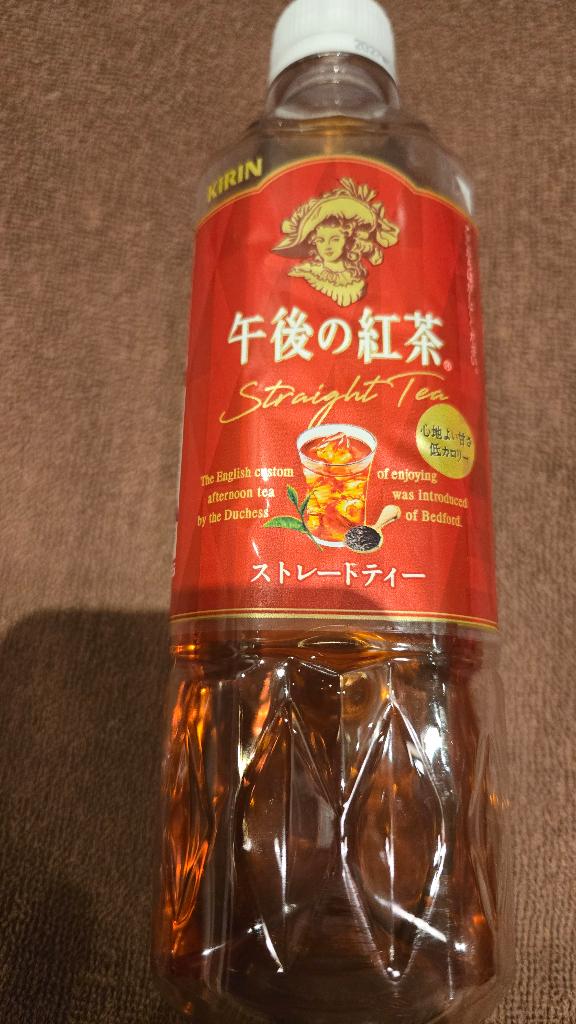 2027
KIRIN
午後の紅茶®
Straight Tea
心地よい甘さ
低カロリー
The English custom of enjoying
afternoon tea was introduced
by the Duchess of Bedford.
ストレートティー